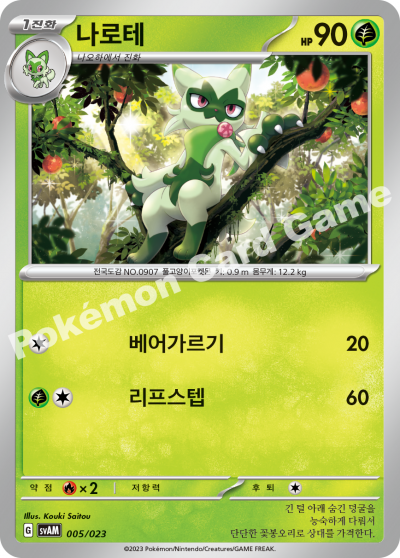 1진화
나로테
HP 90
나오하에서 진화
전국도감 NO.0907 풀고양이포켓몬 키: 0.9 m 몸무게: 12.2 kg
Pokémon Card Game
베어가르기 20
리프스텝 60
약점 ×2 저항력 후퇴
Illus. Kouki Saitou
G svAM 005/023
긴 털 아래 숨긴 덩굴을
능숙하게 다뤄서
단단한 꽃봉오리로 상대를 가격한다.
©2023 Pokémon/Nintendo/Creatures/GAME FREAK.